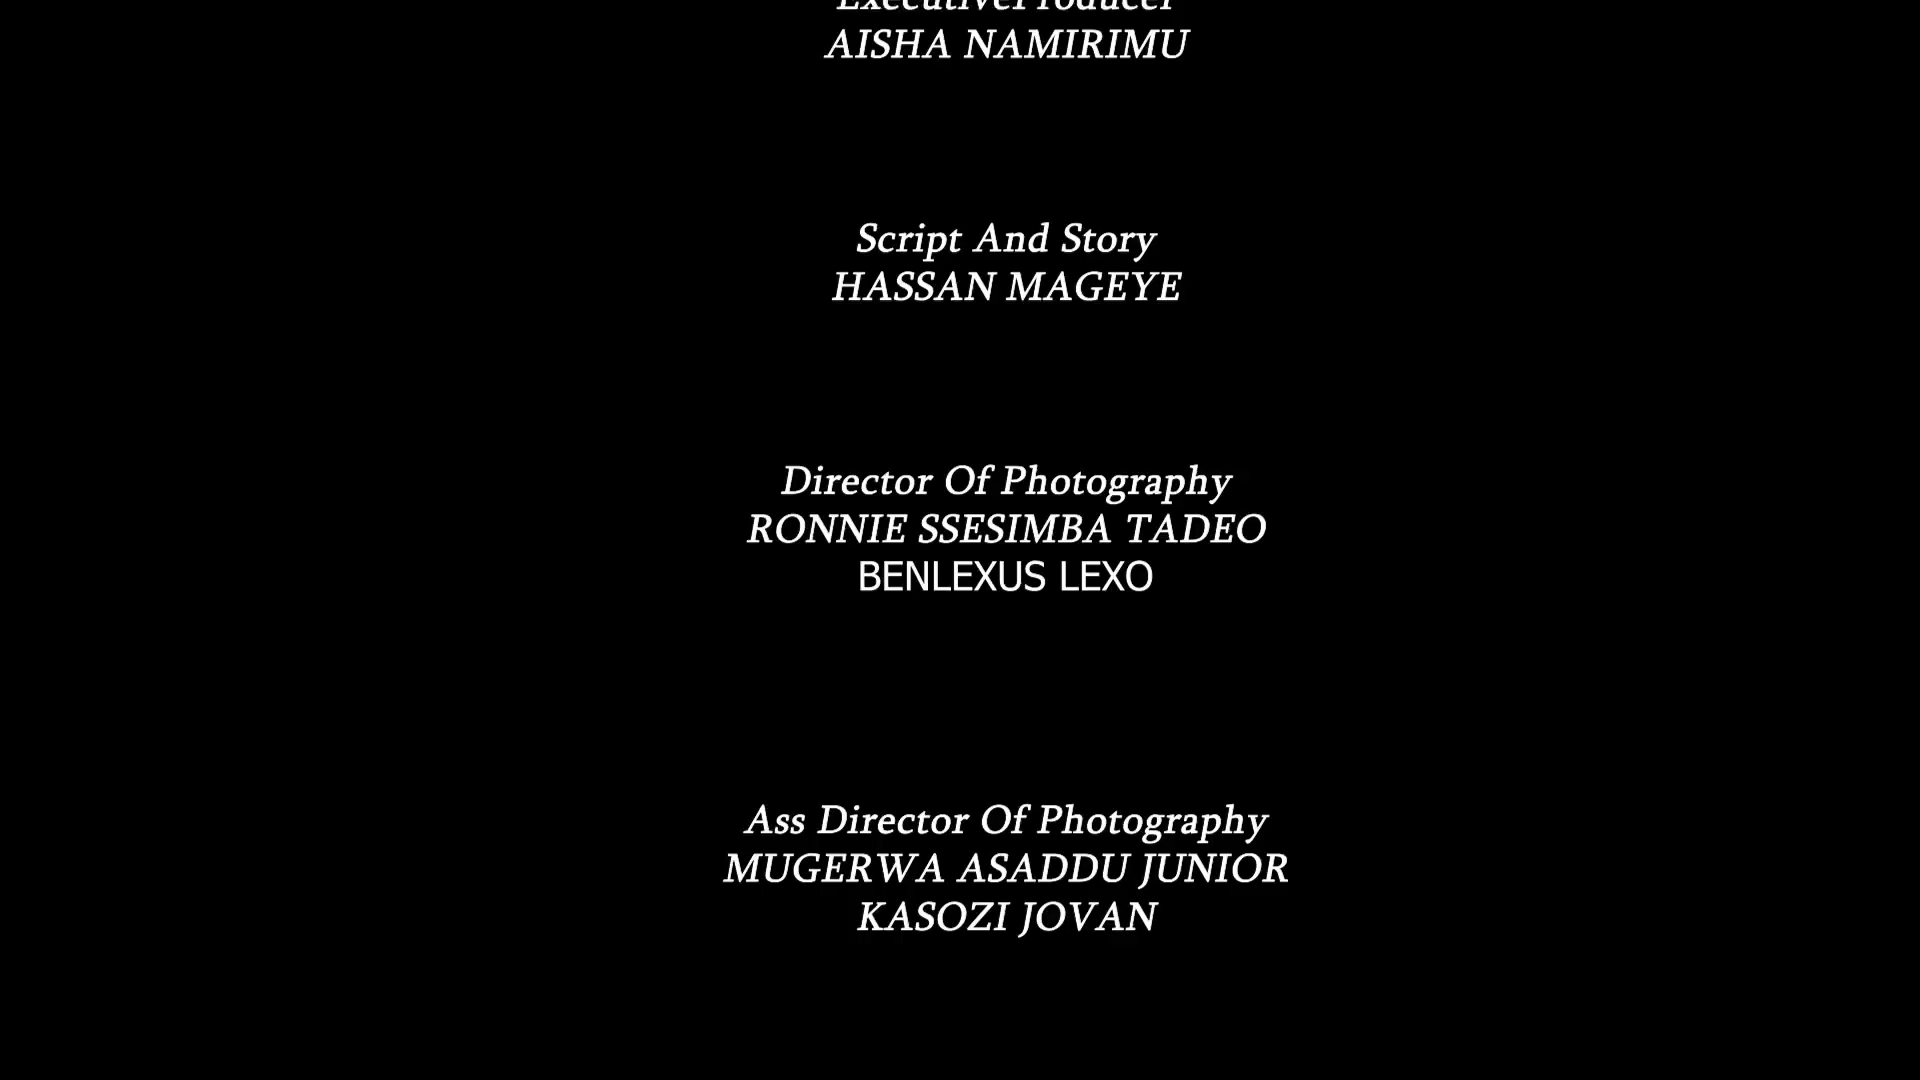 ExecutiveProducer
AISHA NAMIRIMU
Script And Story
HASSAN MAGEYE
Director Of Photography
RONNIE SSESIMBA TADEO
BENLEXUS LEXO
Ass Director Of Photography
MUGERWA ASADDU JUNIOR
KASOZI JOVAN